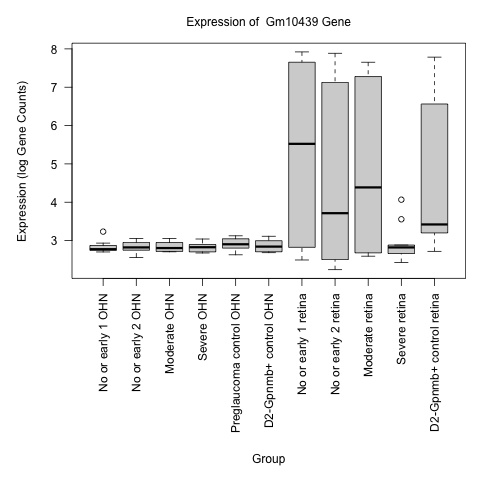 Expression of  Gm10439 Gene
Expression (log Gene Counts)
8
7
6
5
4
3
No or early 1 OHN
No or early 2 OHN
Moderate OHN
Severe OHN
Preglaucoma control OHN
D2-Gpnmb+ control OHN
No or early 1 retina
No or early 2 retina
Moderate retina
Severe retina
D2-Gpnmb+ control retina
Group